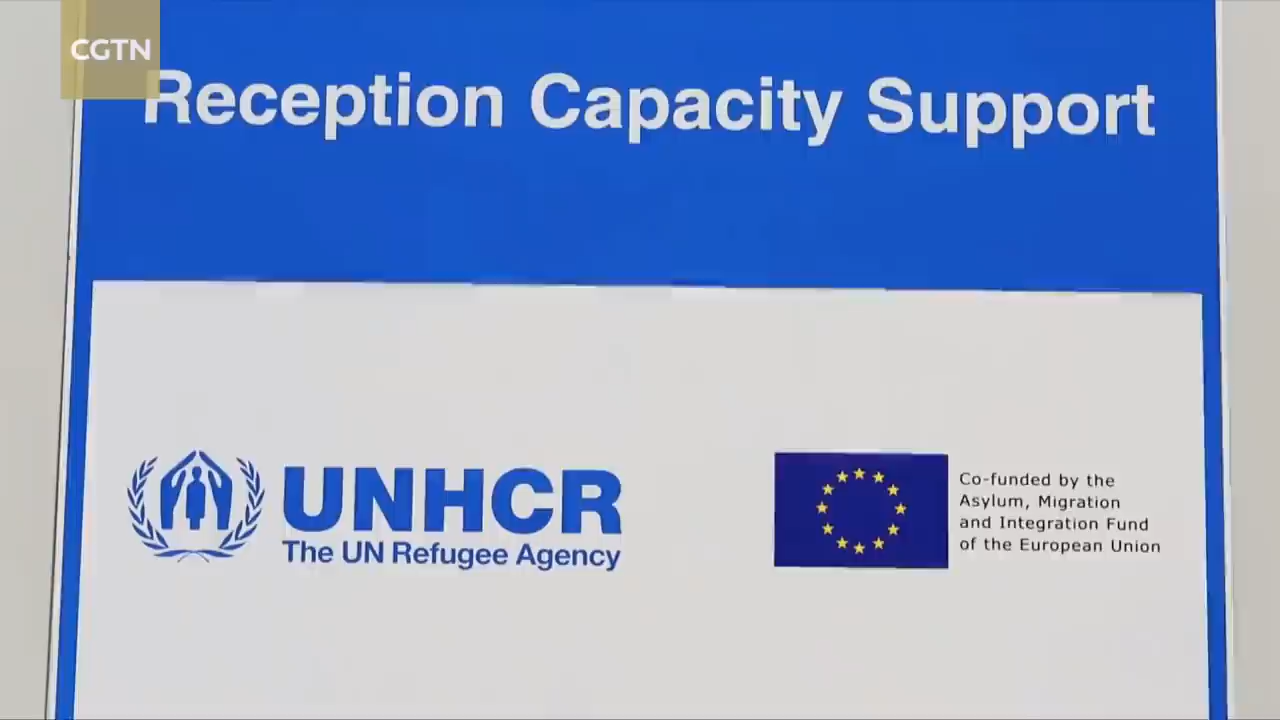 CGTN
Reception Capacity Support
UNHCR
The UN Refugee Agency
Co-funded by the
Asylum, Migration
and Integration Fund
of the European Union